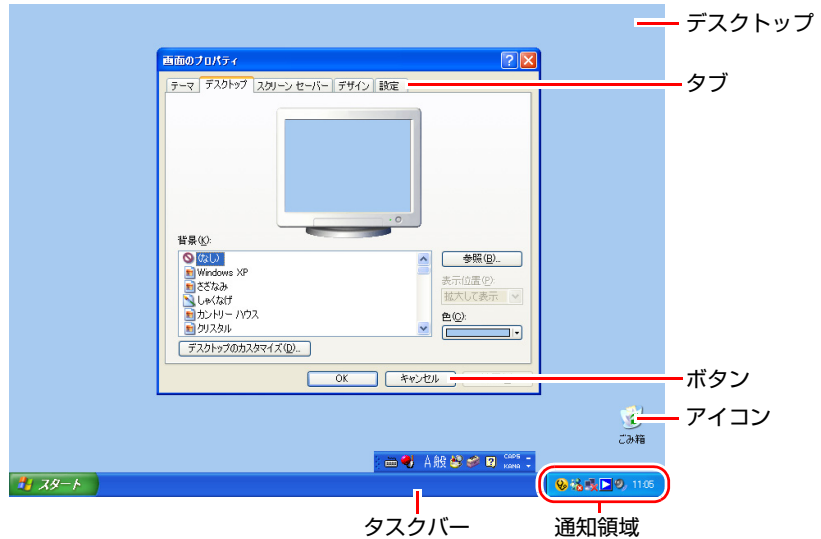 デスクトップ
画面のプロパティ
タブ
テーマ デスクトップ スクリーン セーバー デザイン 設定
背景(K):
(なし)
Windows XP
さざなみ
しゃくなげ
カントリー ハウス
クリスタル
参照(B)...
表示位置(P):
拡大して表示
色(C):
デスクトップのカスタマイズ(D)...
OK キャンセル
ボタン
アイコン
ごみ箱
A 般 CAPS
KANA
スタート
11:05
タスクバー
通知領域